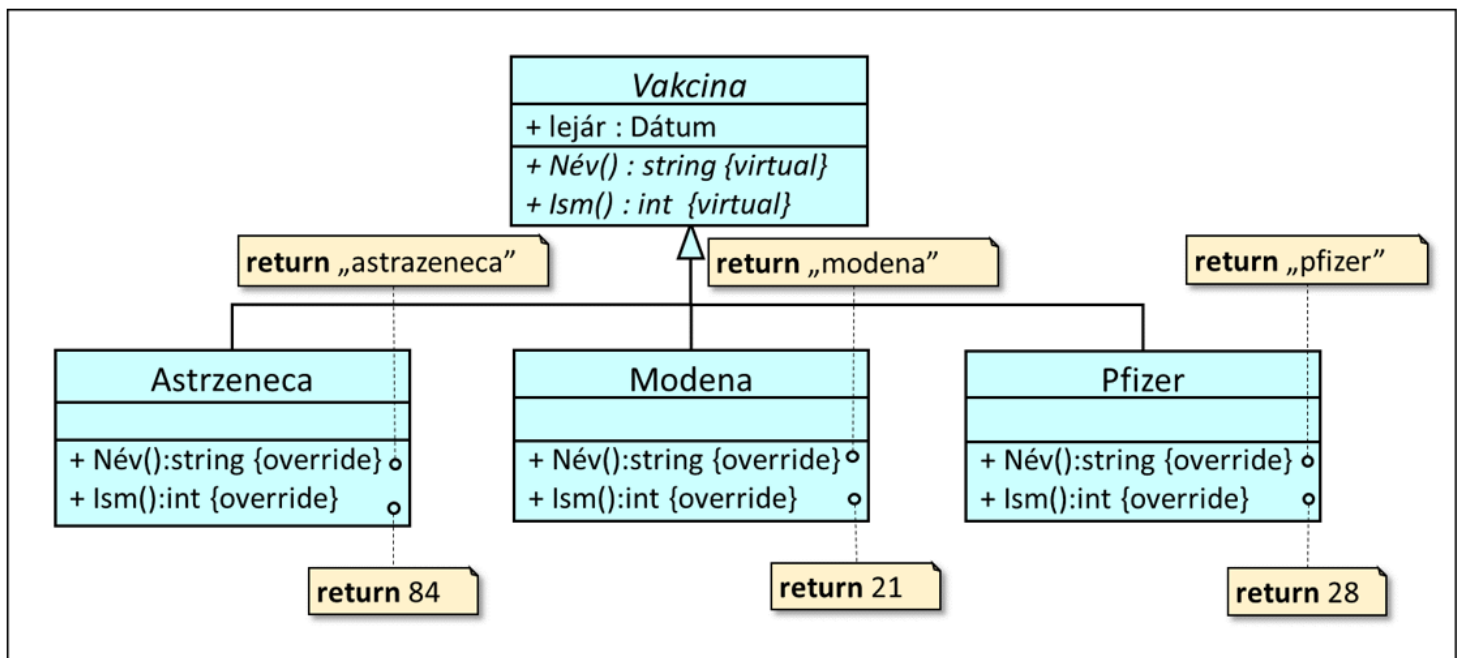 Vakcina
+ lejár : Dátum
+ Név() : string {virtual}
+ Ism() : int {virtual}
return „astrazeneca”
return „modena”
return „pfizer”
Astrzeneca
+ Név():string {override}
+ Ism():int {override}
return 84
Modena
+ Név():string {override}
+ Ism():int {override}
return 21
Pfizer
+ Név():string {override}
+ Ism():int {override}
return 28